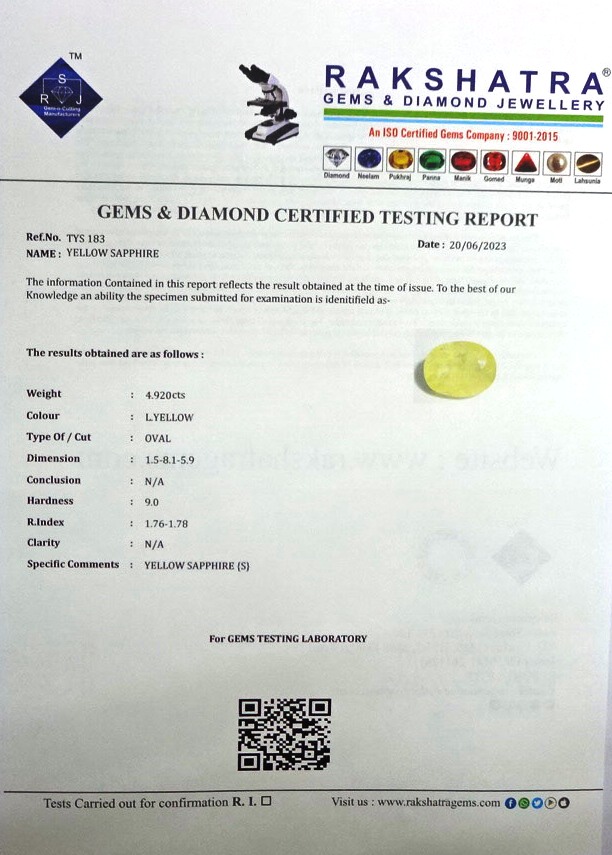 TM
S
R J
Gems-n-Cutting
Manufacturers
RAKSHATRA®
GEMS & DIAMOND JEWELLERY
An ISO Certified Gems Company : 9001-2015
Diamond Neelam Pukhraj Panna Manik Gomed Munga Moti Lahsunia
GEMS & DIAMOND CERTIFIED TESTING REPORT
Ref.No. TYS 183
Date : 20/06/2023
NAME : YELLOW SAPPHIRE
The information Contained in this report reflects the result obtained at the time of issue. To the best of our
Knowledge an ability the specimen submitted for examination is idenitifield as-
The results obtained are as follows :
Weight : 4.920cts
Colour : L.YELLOW
Type Of / Cut : OVAL
Dimension : 1.5-8.1-5.9
Conclusion : N/A
Hardness : 9.0
R.Index : 1.76-1.78
Clarity : N/A
Specific Comments : YELLOW SAPPHIRE (S)
For GEMS TESTING LABORATORY
Tests Carried out for confirmation R. I. ☐
Visit us : www.rakshatragems.com